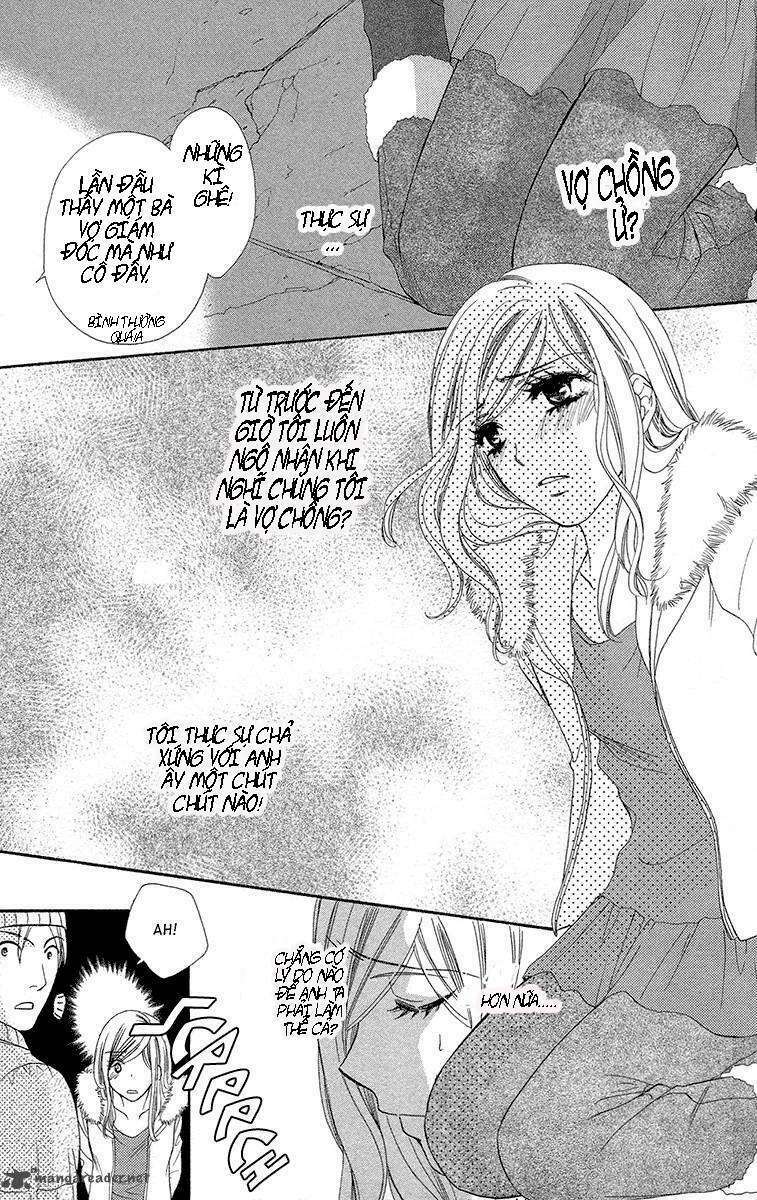 VỢ CHỒNG
Ử?
THỰC SỰ
...
NHỮNG
KÌ
GHÊ!
LẦN ĐẦU
THẤY MỘT BÀ
VỢ GIÁM
ĐỐC MÀ NHƯ
CÔ ĐẤY.
BÌNH THƯỜNG
QUÁ!A
TỪ TRƯỚC ĐẾN
GIỜ TÔI LUÔN
NGỘ NHẬN KHI
NGHĨ CHÚNG TÔI
LÀ VỢ CHỒNG?
TÔI THỰC SỰ CHẢ
XỨNG VỚI ANH
ẤY MỘT CHÚT
CHÚT NÀO!
HƠN NỮA.....
CHẲNG CÓ
LÝ DO NÀO
ĐỂ ANH TA
PHẢI LÀM
THẾ CẢ?
AH!
CAPACH
mangareader.net